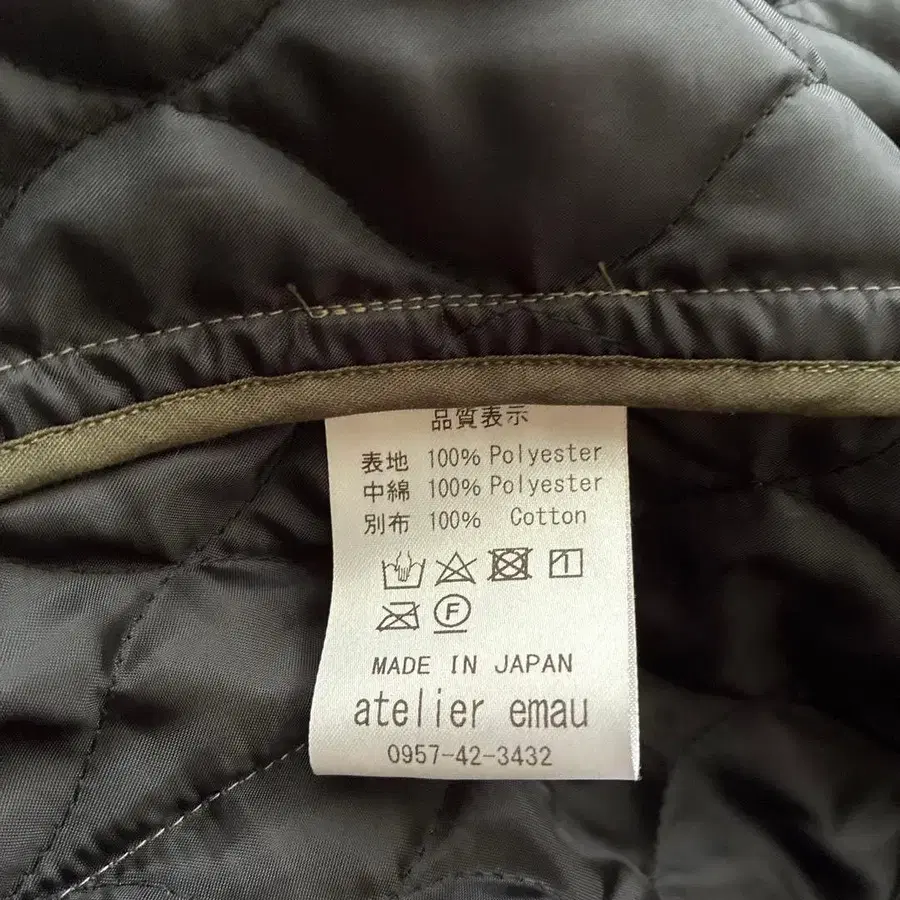 品質表示
表地 100% Polyester
中綿 100% Polyester
別布 100% Cotton
F
MADE IN JAPAN
atelier emau
0957-42-3432